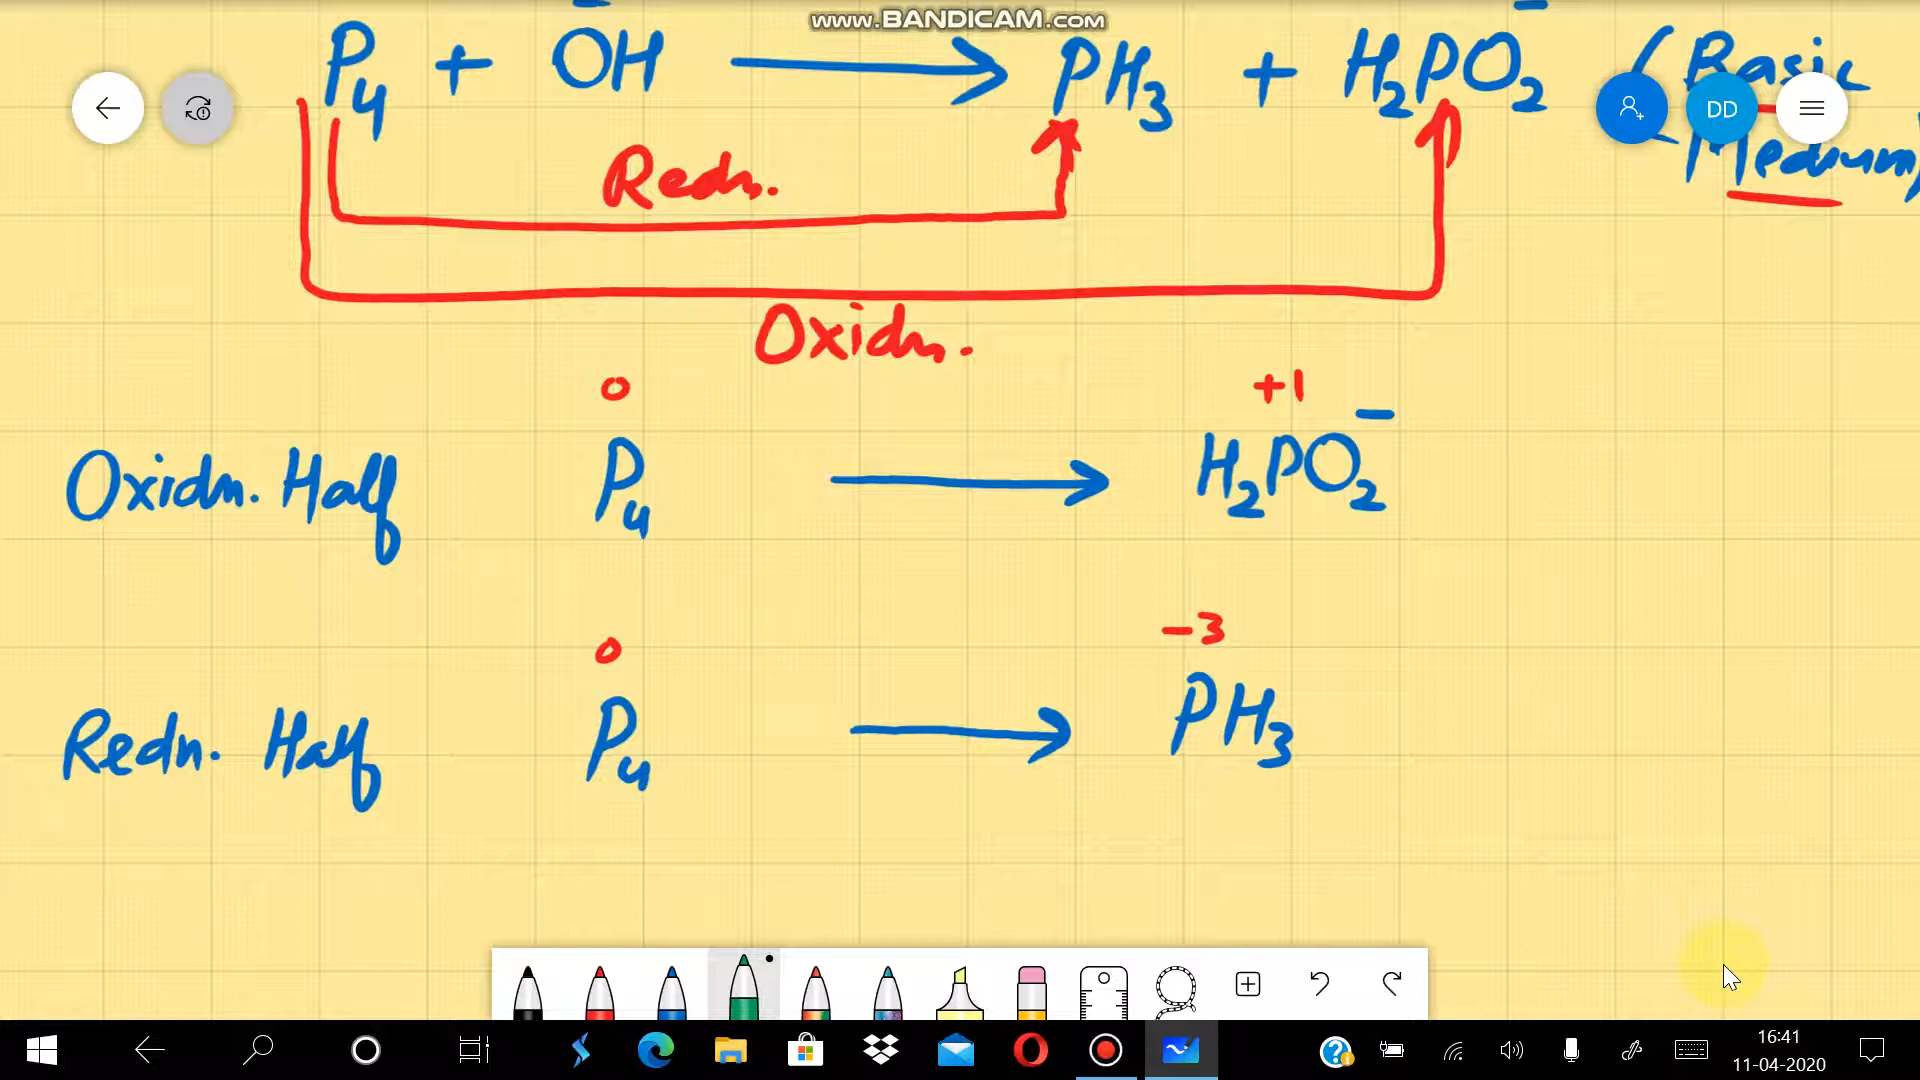 www.BANDICAM.com
P₄ + OH⁻ → PH₃ + H₂PO₂⁻ (Basic
Medium)
DD
Redn.
Oxidn.
0 +1
Oxidn. Half P₄ → H₂PO₂⁻
0 -3
Redn. Half P₄ → PH₃
16:41
11-04-2020